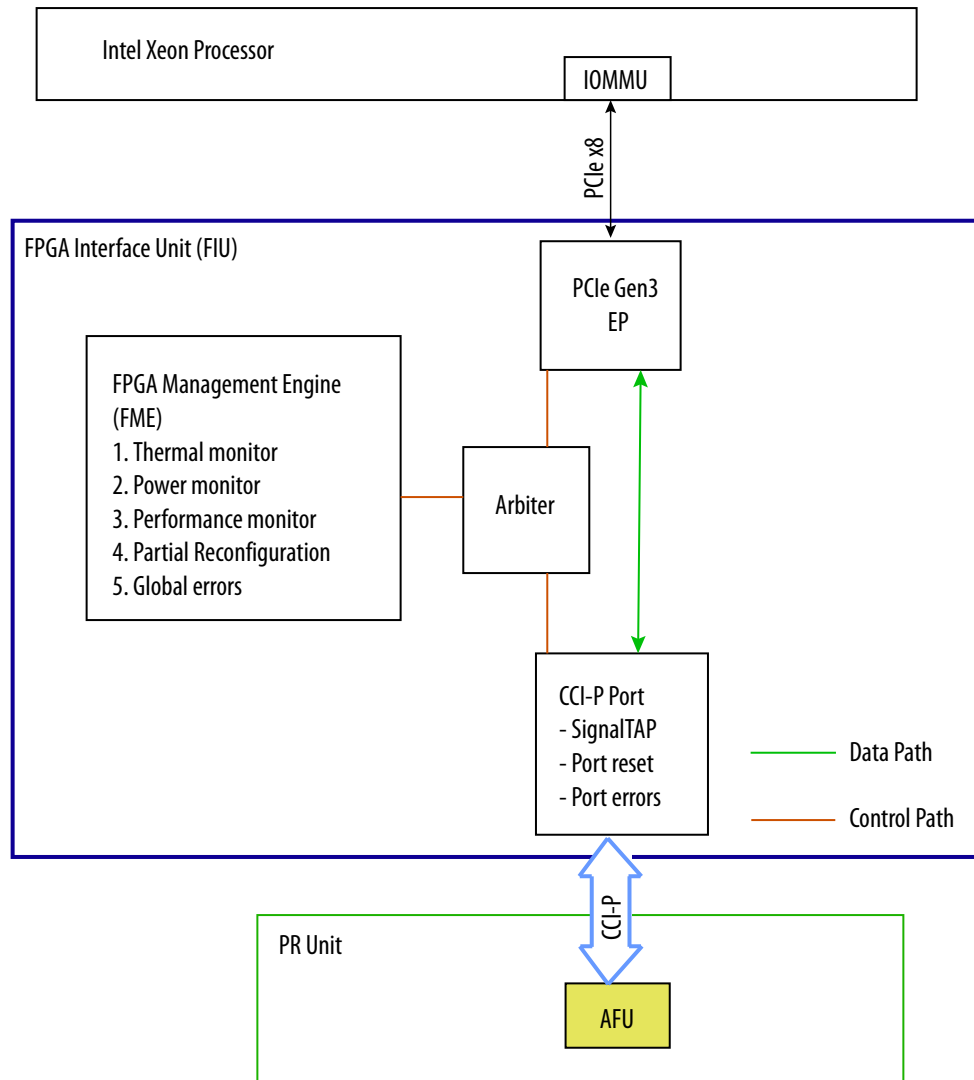 Intel Xeon Processor
IOMMU
PCIe x8
FPGA Interface Unit (FIU)
PCIe Gen3
EP
FPGA Management Engine
(FME)
1. Thermal monitor
2. Power monitor
3. Performance monitor
4. Partial Reconfiguration
5. Global errors
Arbiter
CCI-P Port
- SignalTAP
- Port reset
- Port errors
Data Path
Control Path
CCI-P
PR Unit
AFU